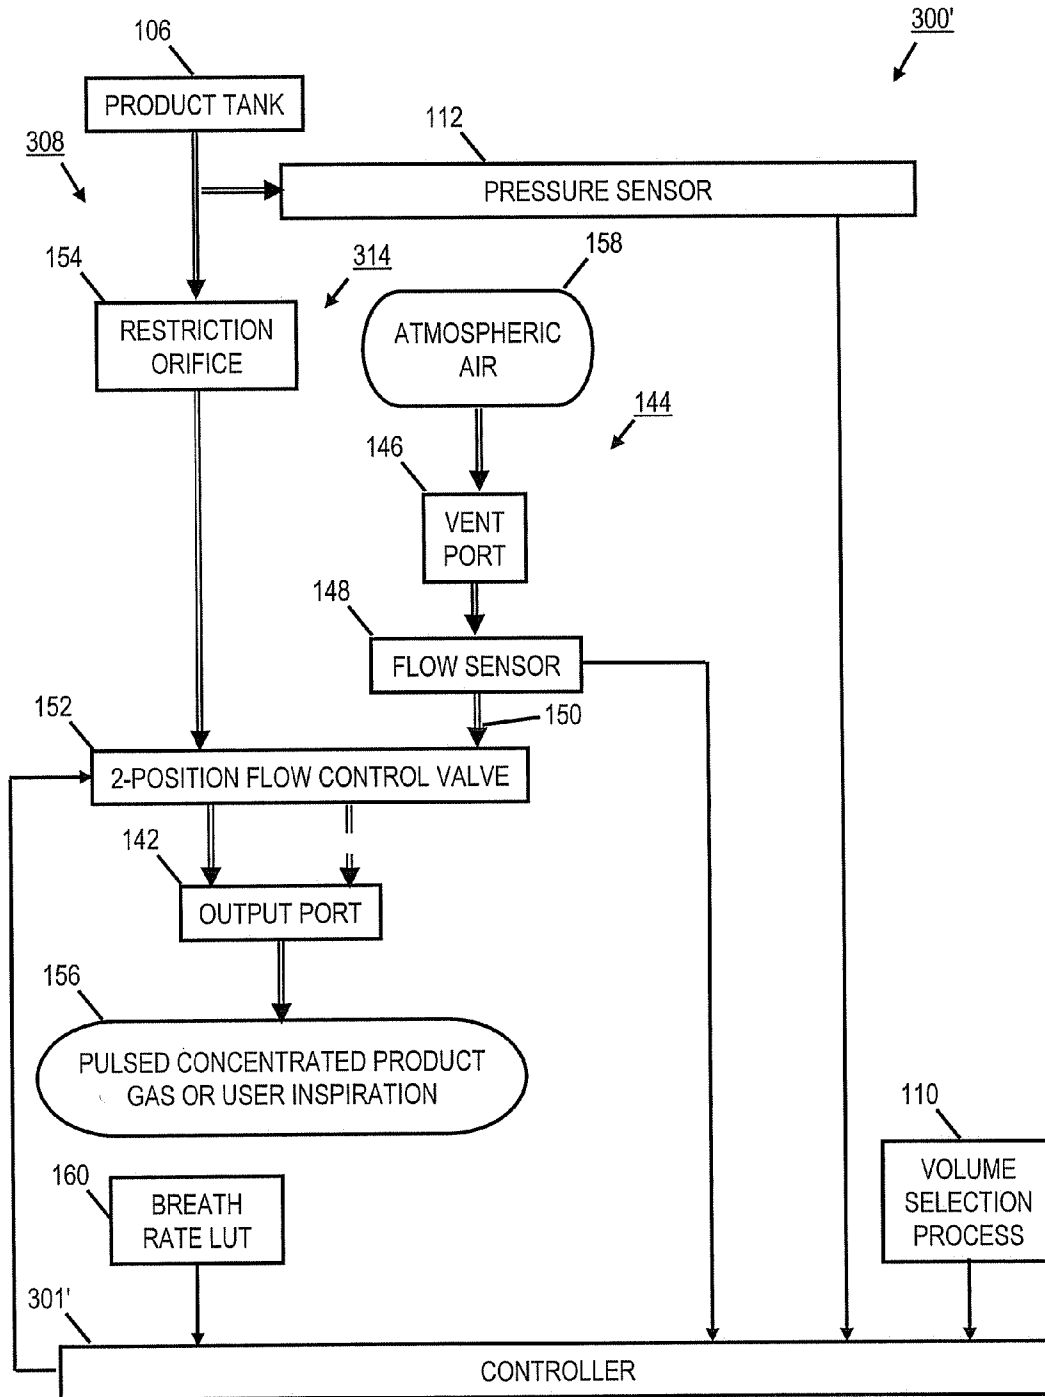 300'
106
PRODUCT TANK
112
308
PRESSURE SENSOR
158
154
314
RESTRICTION
ORIFICE
ATMOSPHERIC
AIR
144
146
VENT
PORT
148
FLOW SENSOR
150
152
2-POSITION FLOW CONTROL VALVE
142
OUTPUT PORT
156
PULSED CONCENTRATED PRODUCT
GAS OR USER INSPIRATION
110
160
BREATH
RATE LUT
VOLUME
SELECTION
PROCESS
301'
CONTROLLER